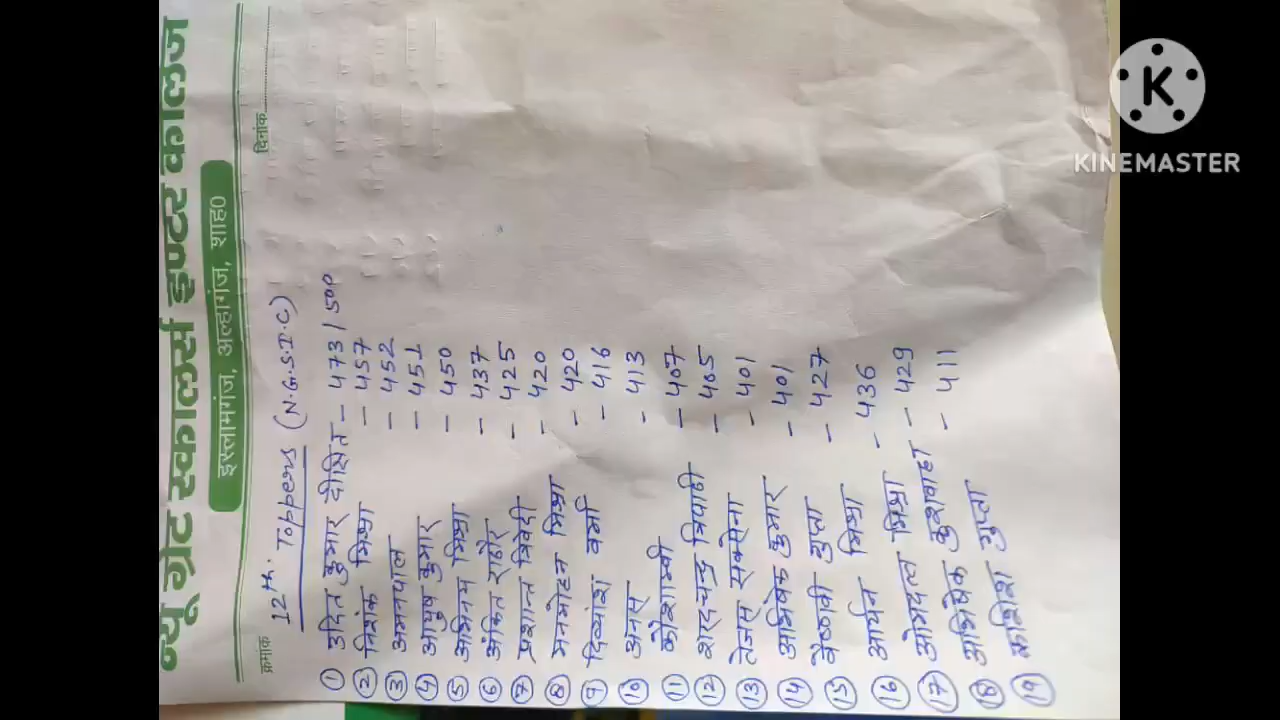 न्यू ग्रेट स्कालर्स इण्टर कालेज
इस्लामगंज, अल्हागंज, शाह०
क्रमांक दिनांक
12th. Toppers (N.G.S.I.C)
① उदित कुमार दीक्षित - 473/500
② निशंक मिश्रा - 457
③ अमनपाल - 452
④ आयुष कुमार - 451
⑤ अभिनय मिश्रा - 450
⑥ अंकित राठौर - 437
⑦ प्रशान्त त्रिवेदी - 425
⑧ मनमोहन मिश्रा - 420
⑨ दिव्यांश वर्मा - 420
⑩ अनस - 416
⑪ कौशाम्बी - 413
⑫ शरदचन्द्र त्रिपाठी - 407
⑬ तेजस सक्सेना - 405
⑭ अभिषेक कुमार - 401
⑮ वैष्णवी गुप्ता - 401
⑯ आर्यन मिश्रा - 427
⑰ ओमदत्त मिश्रा - 436
⑱ अभिषेक कुशवाहा - 429
⑲ कशिश गुप्ता - 411
KINEMASTER